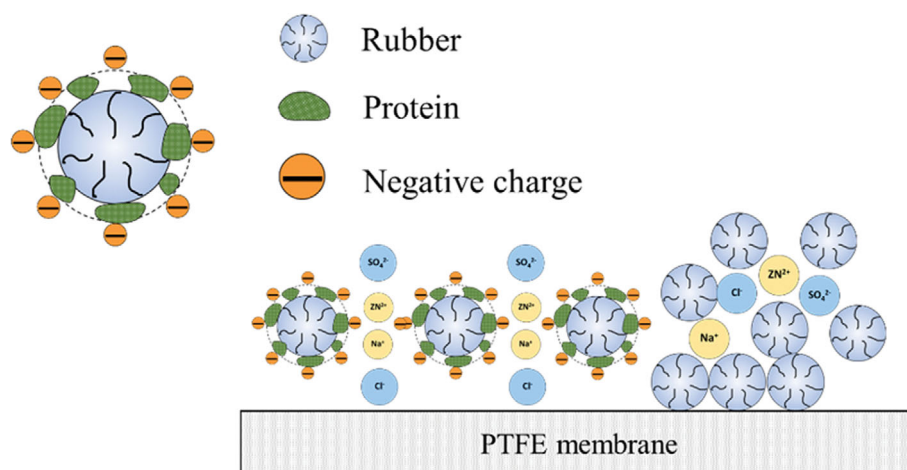 Rubber
Protein
Negative charge
SO₄²⁻
SO₄²⁻
ZN²⁺
ZN²⁺
Na⁺
Na⁺
Cl⁻
Cl⁻
ZN²⁺
Cl⁻
SO₄²⁻
Na⁺
PTFE membrane